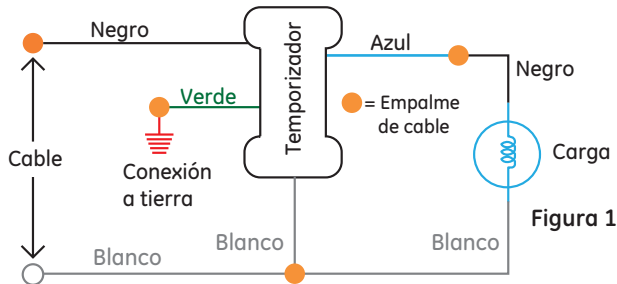 Negro
Temporizador
Azul
Negro
Verde
= Empalme
de cable
Cable
Conexión
a tierra
Carga
Figura 1
Blanco
Blanco
Blanco